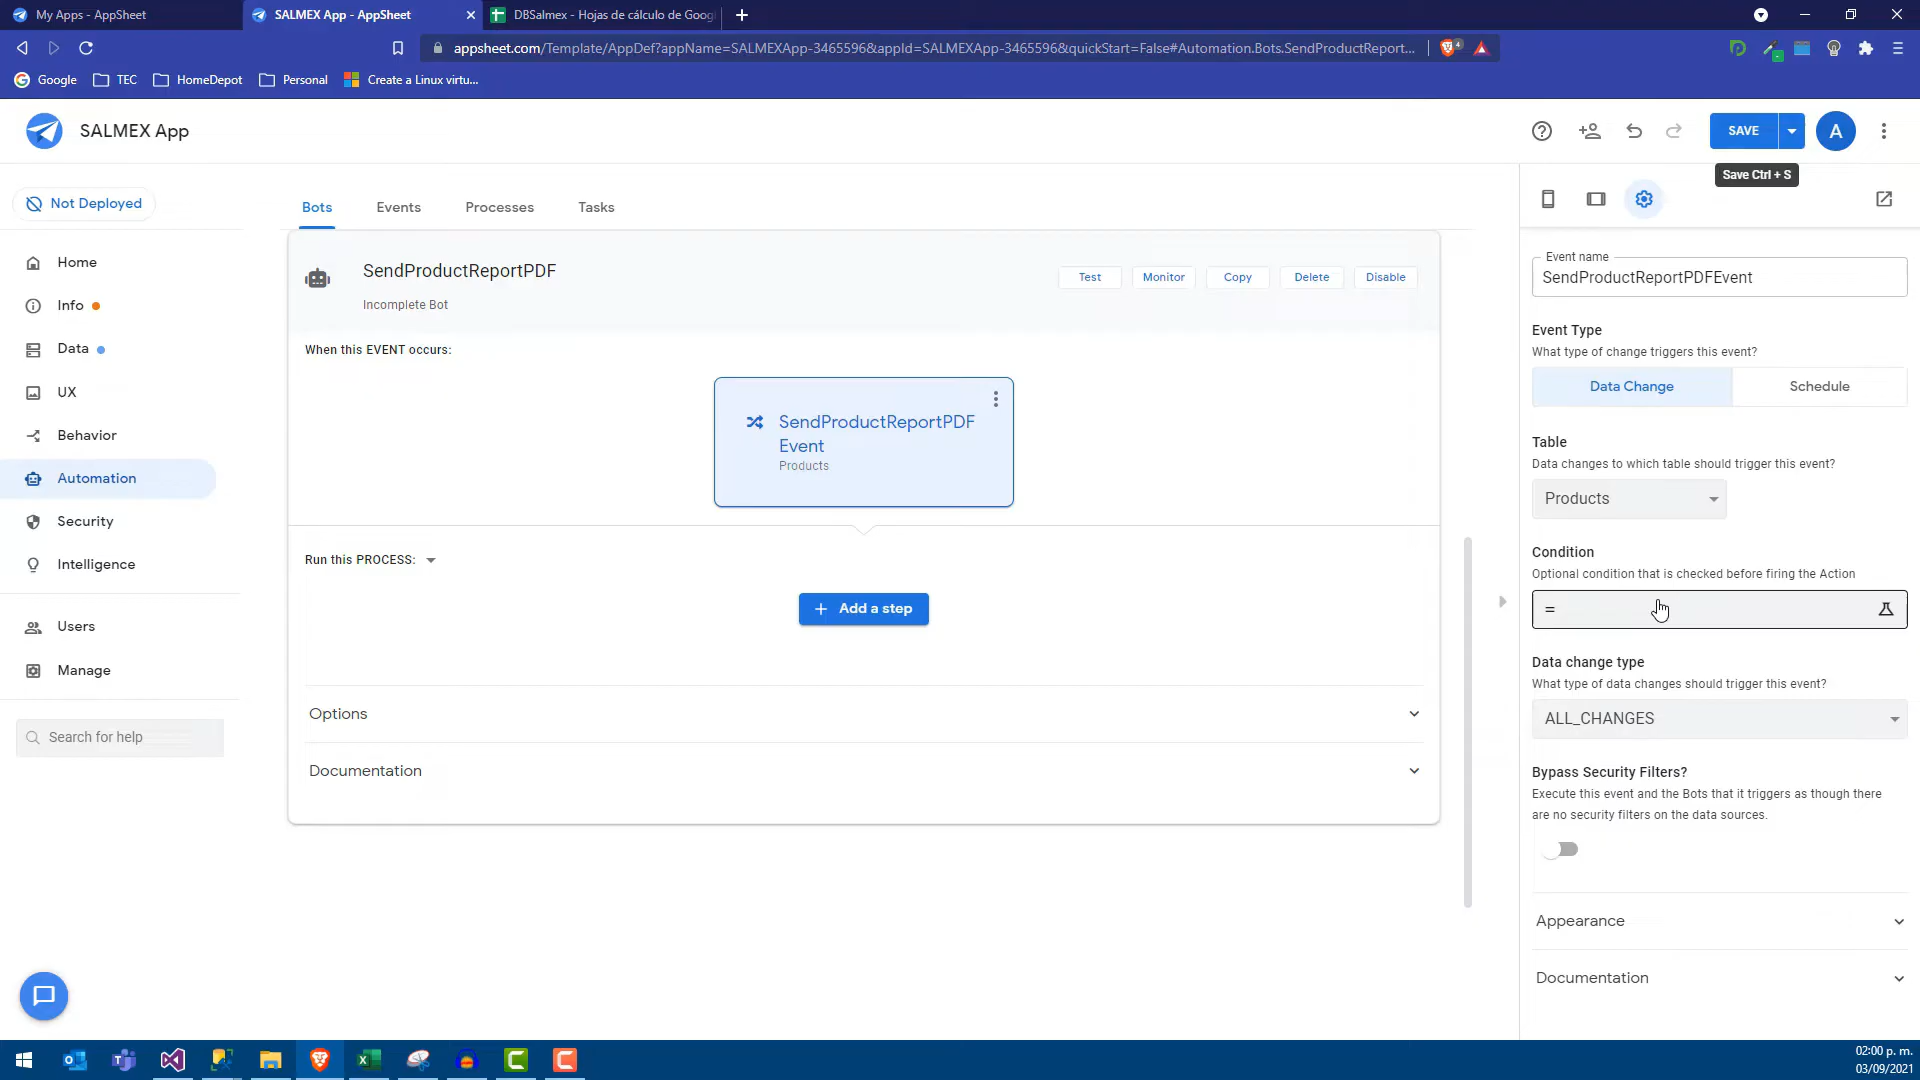 My Apps - AppSheet
SALMEX App - AppSheet
DBSalmex - Hojas de cálculo de Goog
appsheet.com/Template/AppDef?appName=SALMEXApp-3465596&appId=SALMEXApp-3465596&quickStart=False#Automation.Bots.SendProductReport...
4
Google
TEC
HomeDepot
Personal
Create a Linux virtu...
SALMEX App
SAVE
A
Save Ctrl + S
Not Deployed
Bots
Events
Processes
Tasks
Home
Info
Data
UX
Behavior
Automation
Security
Intelligence
Users
Manage
Search for help
SendProductReportPDF
Incomplete Bot
Test
Monitor
Copy
Delete
Disable
When this EVENT occurs:
SendProductReportPDF
Event
Products
Run this PROCESS:
+ Add a step
Options
Documentation
Event name
SendProductReportPDFEvent
Event Type
What type of change triggers this event?
Data Change
Schedule
Table
Data changes to which table should trigger this event?
Products
Condition
Optional condition that is checked before firing the Action
=
Data change type
What type of data changes should trigger this event?
ALL_CHANGES
Bypass Security Filters?
Execute this event and the Bots that it triggers as though there
are no security filters on the data sources.
Appearance
Documentation
02:00 p. m.
03/09/2021